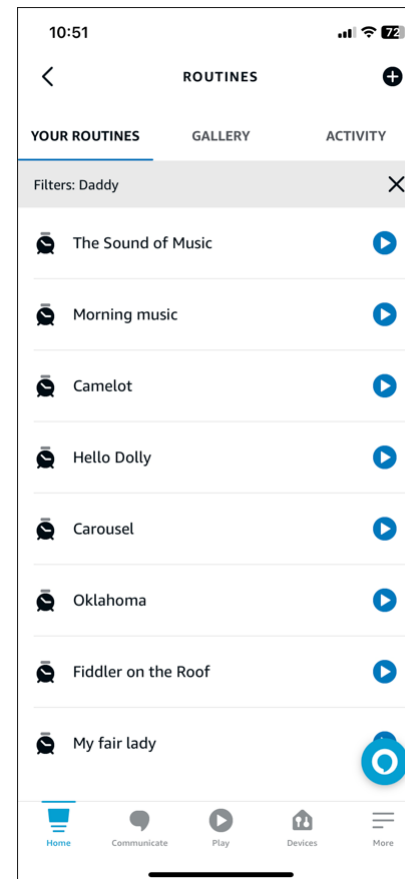 10:51
72
ROUTINES
YOUR ROUTINES GALLERY ACTIVITY
Filters: Daddy
The Sound of Music
Morning music
Camelot
Hello Dolly
Carousel
Oklahoma
Fiddler on the Roof
My fair lady
Home Communicate Play Devices More